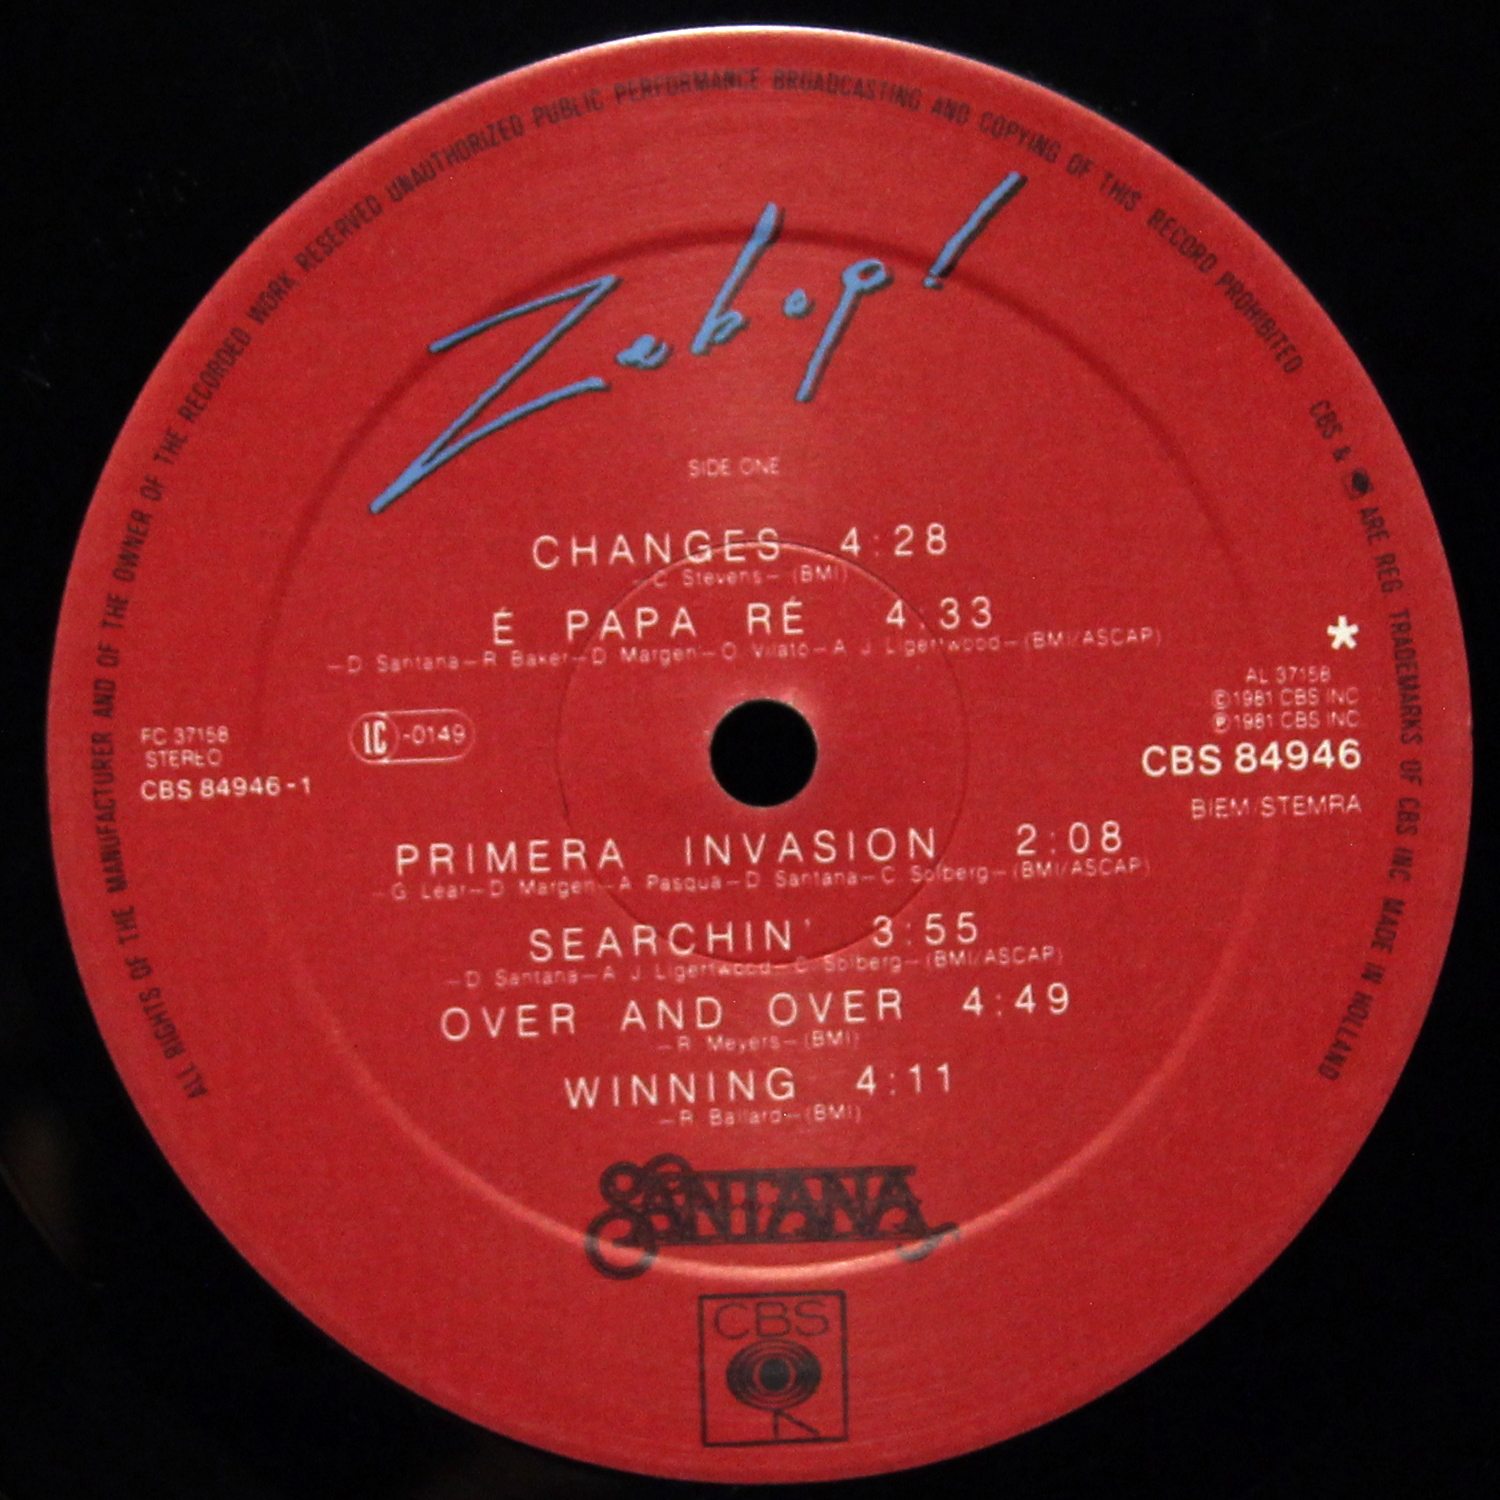 ALL RIGHTS OF THE MANUFACTURER AND OF THE OWNER OF THE RECORDED WORK RESERVED UNAUTHORIZED PUBLIC PERFORMANCE BROADCASTING AND COPYING OF THIS RECORD PROHIBITED CBS & ARE REG TRADEMARKS OF CBS INC MADE IN HOLLAND
Zebop!
SIDE ONE
CHANGES 4:28
–C Stevens– (BMI)
É PAPA RÉ 4:33
–D Santana–R Baker–D Margen–O Vilato–A J Ligertwood–(BMI/ASCAP)
FC 37158
STEREO
CBS 84946-1
LC-0149
*
AL 37158
©1981 CBS INC
℗1981 CBS INC
CBS 84946
BIEM/STEMRA
PRIMERA INVASION 2:08
–G Lear–D Margen–A Pasqua–D Santana–C Solberg–(BMI/ASCAP)
SEARCHIN' 3:55
–D Santana–A J Ligertwood–C Solberg–(BMI/ASCAP)
OVER AND OVER 4:49
–R Meyers–(BMI)
WINNING 4:11
–R Ballard–(BMI)
SANTANA
CBS